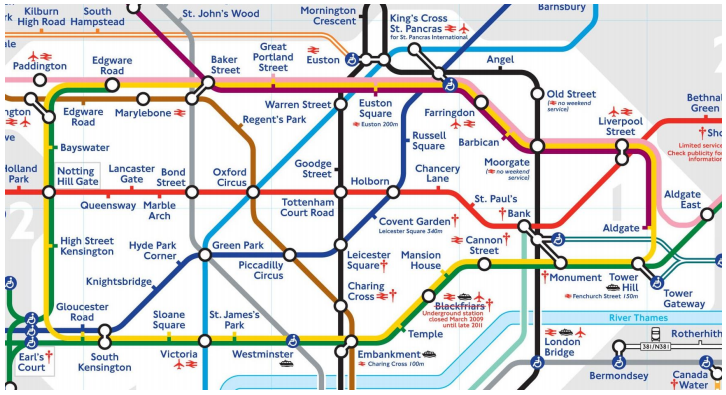 Kilburn
High Road
South
Hampstead
St. John's Wood
Mornington
Crescent
King's Cross
St. Pancras
for St. Pancras International
Barnsbury
Paddington
Edgware
Road
Baker
Street
Great
Portland
Street
Euston
Angel
Old Street
(no weekend
service)
Bethnal
Green
Edgware
Road
Marylebone
Regent's Park
Warren Street
Euston
Square
Euston 200m
Farringdon
Barbican
Liverpool
Street
Limited service
Check publicity for
information
Bayswater
Russell
Square
Moorgate
(no weekend
service)
Holland
Park
Notting
Hill Gate
Lancaster
Gate
Bond
Street
Oxford
Circus
Goodge
Street
Holborn
Chancery
Lane
Queensway
Marble
Arch
Tottenham
Court Road
St. Paul's
Bank
Aldgate
East
Covent Garden
Leicester Square 340m
Aldgate
2
1
High Street
Kensington
Hyde Park
Corner
Green Park
Piccadilly
Circus
Leicester
Square
Mansion
House
Cannon
Street
Monument
Tower
Hill
Fenchurch Street 150m
Tower
Gateway
Knightsbridge
Charing
Cross
Blackfriars
Underground station
closed March 2009
until late 2011
Gloucester
Road
Sloane
Square
St. James's
Park
Temple
River Thames
Earl's
Court
South
Kensington
Victoria
Westminster
Embankment
Charing Cross 100m
London
Bridge
381/N381
Rotherhith
Bermondsey
Canada
Water